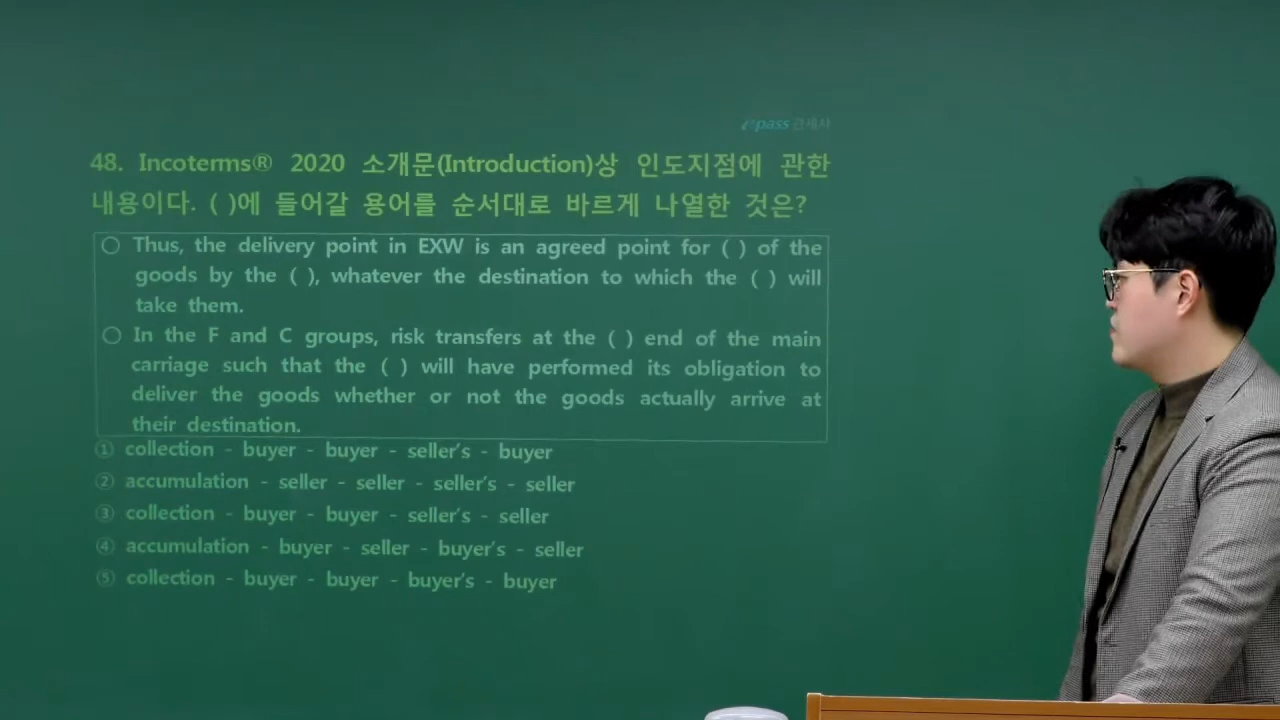 epass관세사
48. Incoterms® 2020 소개문(Introduction)상 인도지점에 관한
내용이다. ( )에 들어갈 용어를 순서대로 바르게 나열한 것은?
○ Thus, the delivery point in EXW is an agreed point for ( ) of the
goods by the ( ), whatever the destination to which the ( ) will
take them.
○ In the F and C groups, risk transfers at the ( ) end of the main
carriage such that the ( ) will have performed its obligation to
deliver the goods whether or not the goods actually arrive at
their destination.
① collection - buyer - buyer - seller's - buyer
② accumulation - seller - seller - seller's - seller
③ collection - buyer - buyer - seller's - seller
④ accumulation - buyer - seller - buyer's - seller
⑤ collection - buyer - buyer - buyer's - buyer